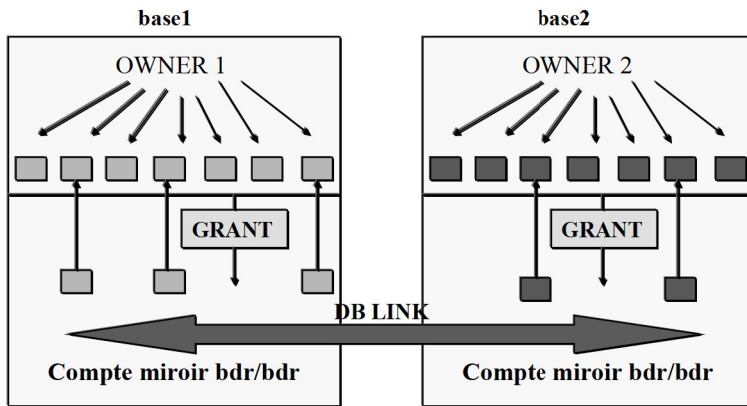 base1
base2
OWNER 1
OWNER 2
GRANT
GRANT
DB LINK
Compte miroir bdr/bdr
Compte miroir bdr/bdr